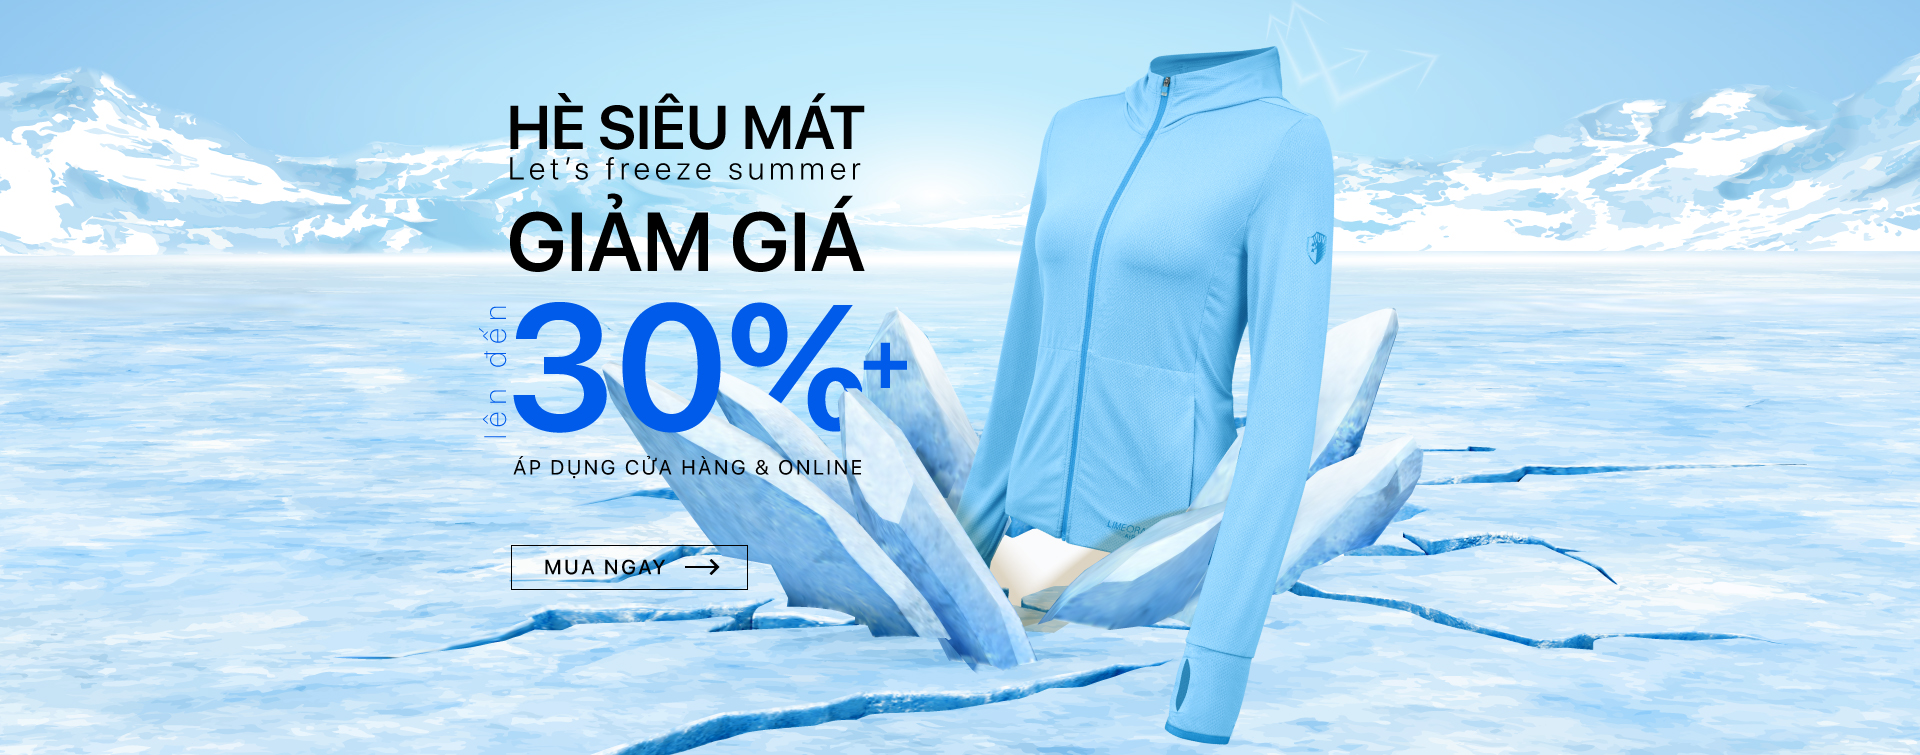 HÈ SIÊU MÁT
Let's freeze summer
GIẢM GIÁ
lên đến
30%+
ÁP DỤNG CỬA HÀNG & ONLINE
MUA NGAY